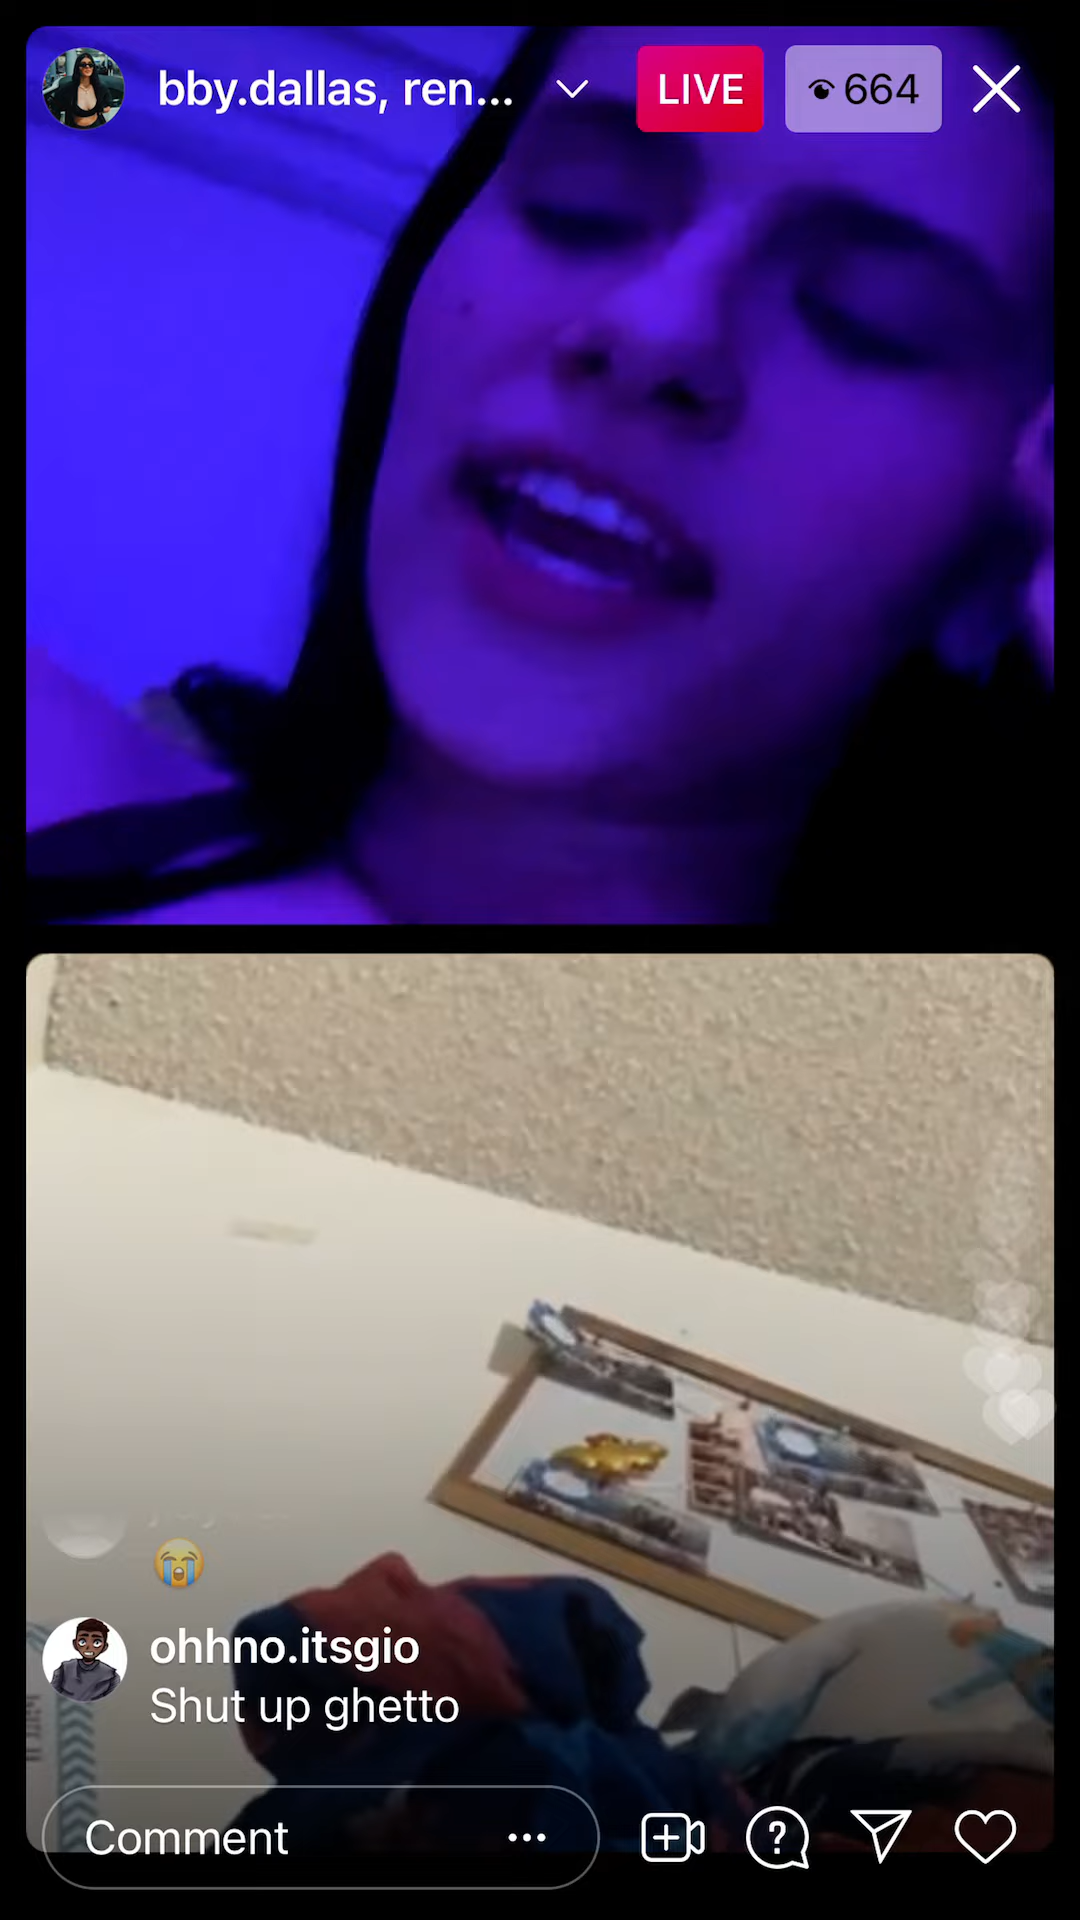 bby.dallas, ren...
LIVE
664
😭
ohhno.itsgio
Shut up ghetto
Comment